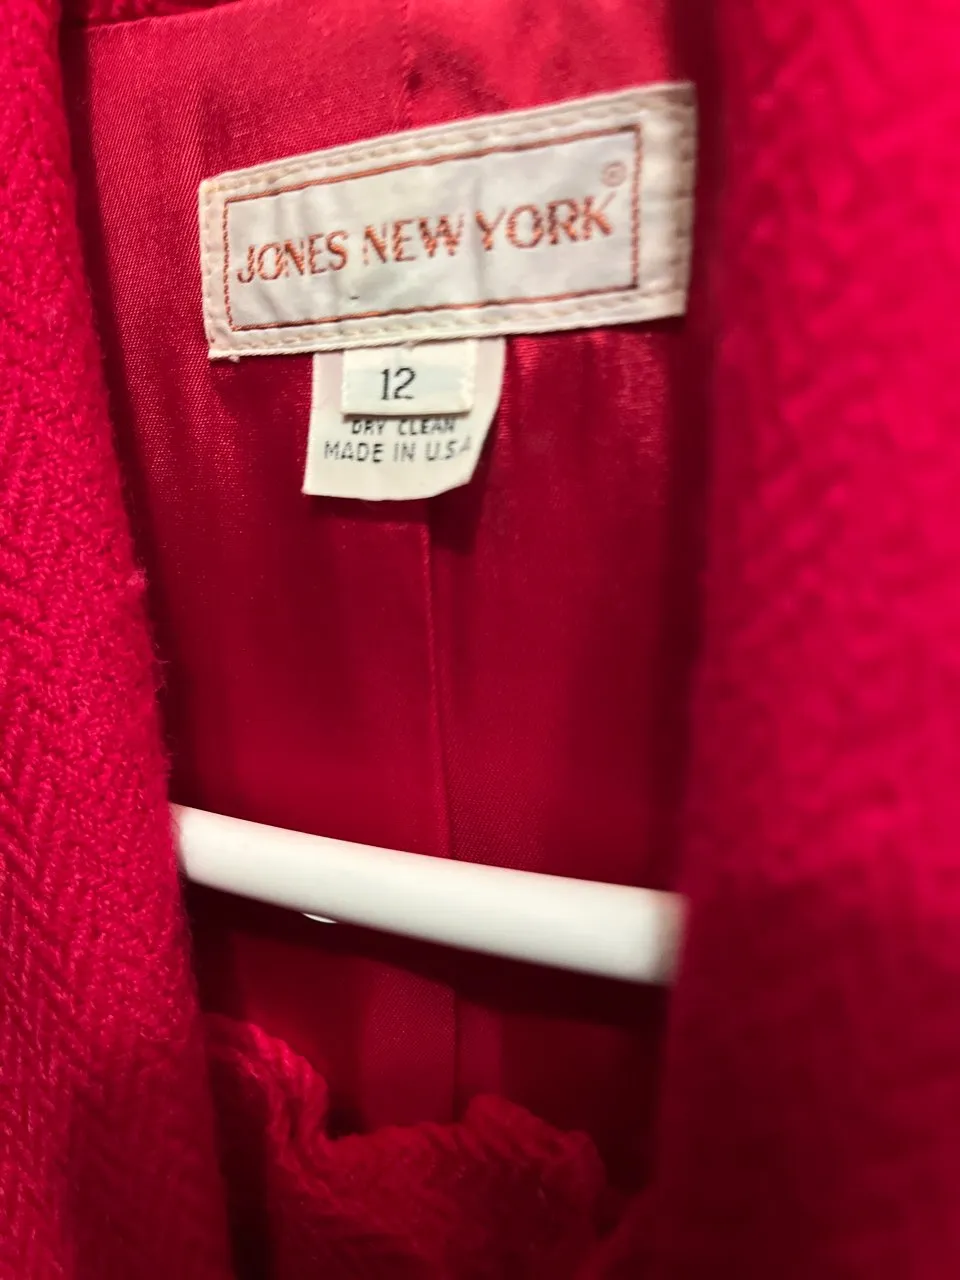 JONES NEW YORK®
12
DRY CLEAN
MADE IN U.S.A